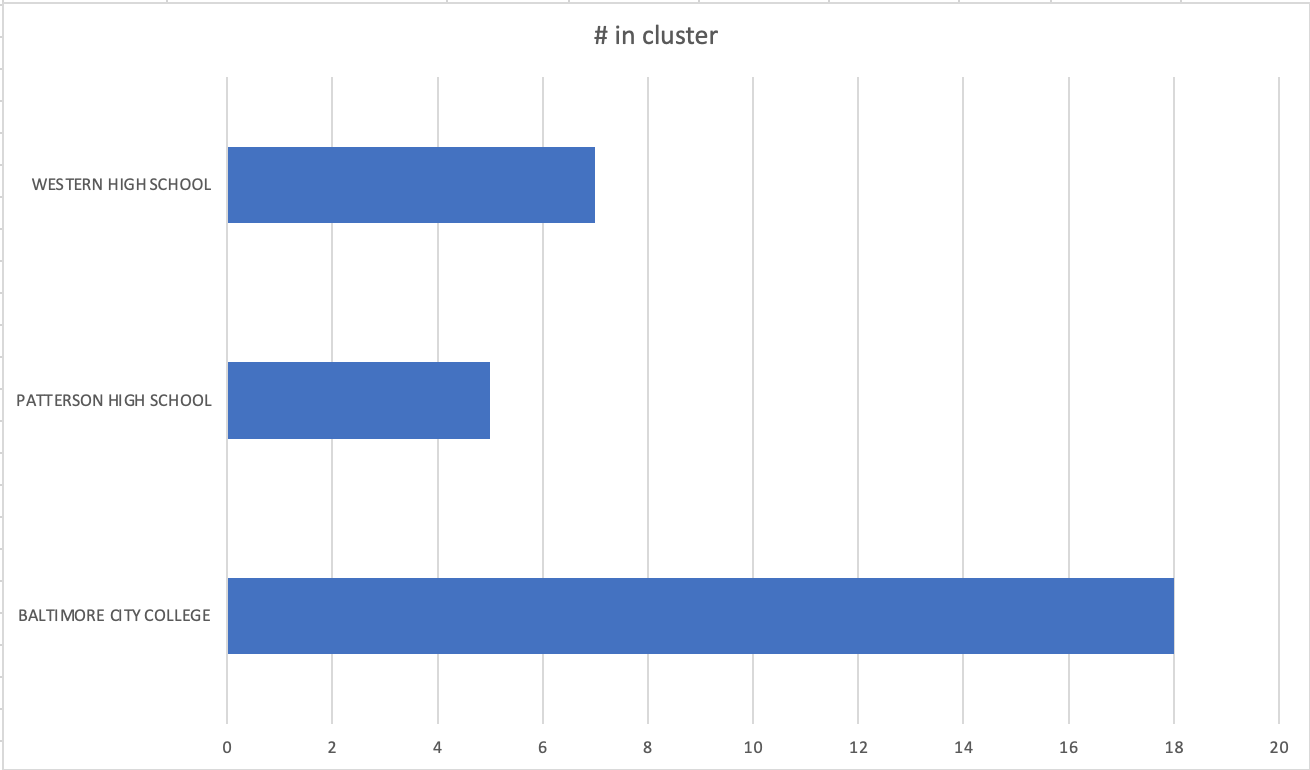 # in cluster
WESTERN HIGH SCHOOL
PATTERSON HIGH SCHOOL
BALTIMORE CITY COLLEGE
0 2 4 6 8 10 12 14 16 18 20